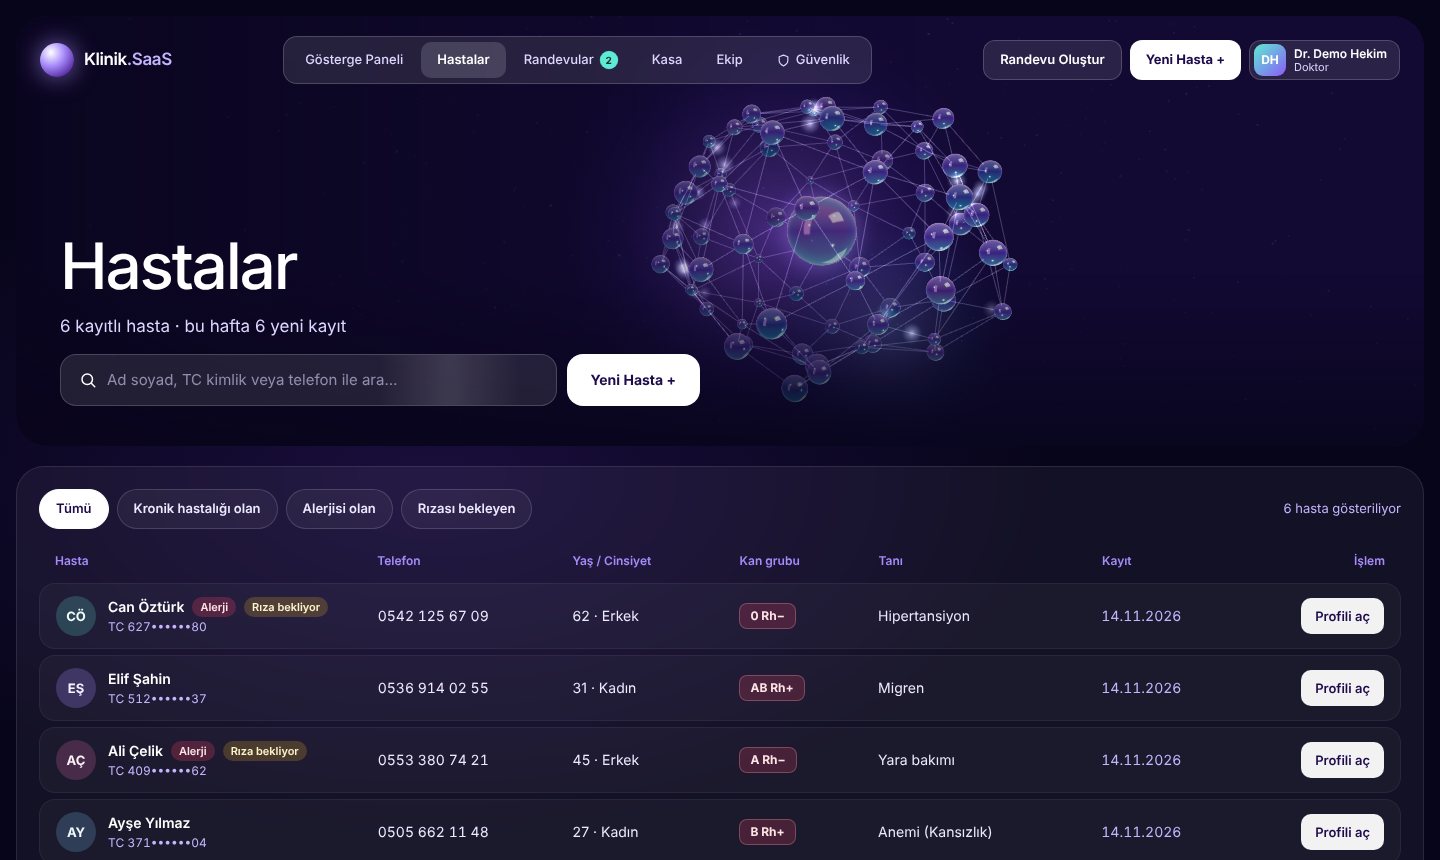 Klinik.SaaS
Gösterge Paneli
Hastalar
Randevular 2
Kasa
Ekip
Güvenlik
Randevu Oluştur
Yeni Hasta +
DH
Dr. Demo Hekim
Doktor
Hastalar
6 kayıtlı hasta · bu hafta 6 yeni kayıt
Ad soyad, TC kimlik veya telefon ile ara...
Yeni Hasta +
Tümü
Kronik hastalığı olan
Alerjisi olan
Rızası bekleyen
6 hasta gösteriliyor
Hasta Telefon Yaş / Cinsiyet Kan grubu Tanı Kayıt İşlem
CÖ Can Öztürk Alerji Rıza bekliyor
TC 627••••••80
0542 125 67 09 62 · Erkek 0 Rh− Hipertansiyon 14.11.2026 Profili aç
EŞ Elif Şahin
TC 512••••••37
0536 914 02 55 31 · Kadın AB Rh+ Migren 14.11.2026 Profili aç
AÇ Ali Çelik Alerji Rıza bekliyor
TC 409••••••62
0553 380 74 21 45 · Erkek A Rh− Yara bakımı 14.11.2026 Profili aç
AY Ayşe Yılmaz
TC 371••••••04
0505 662 11 48 27 · Kadın B Rh+ Anemi (Kansızlık) 14.11.2026 Profili aç